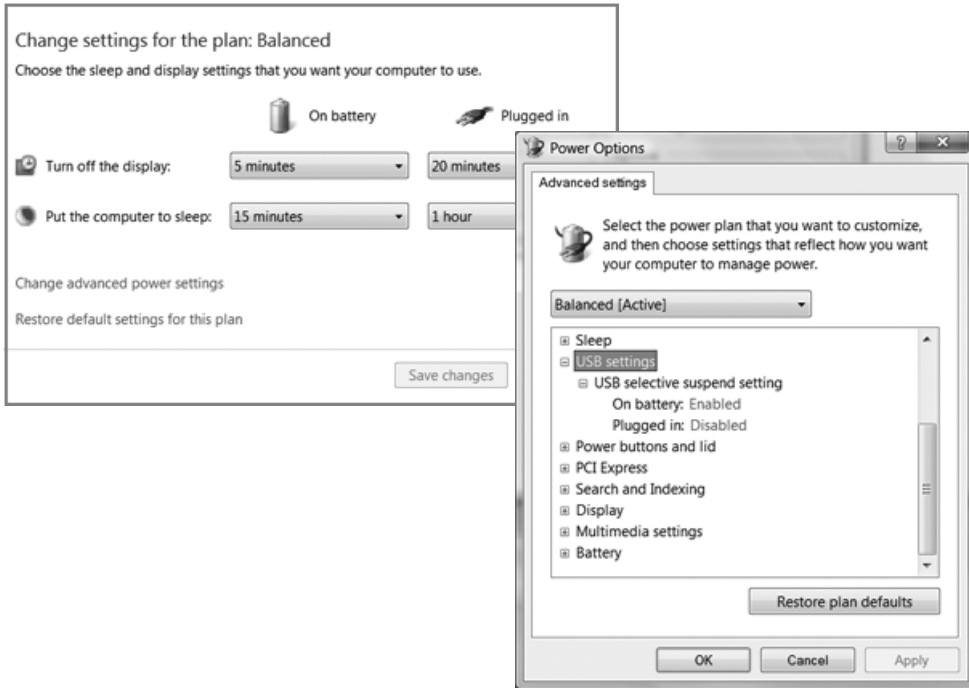 Change settings for the plan: Balanced
Choose the sleep and display settings that you want your computer to use.
On battery Plugged in
Turn off the display: 5 minutes 20 minutes
Put the computer to sleep: 15 minutes 1 hour
Change advanced power settings
Restore default settings for this plan
Save changes
Power Options
Advanced settings
Select the power plan that you want to customize,
and then choose settings that reflect how you want
your computer to manage power.
Balanced [Active]
Sleep
USB settings
USB selective suspend setting
On battery: Enabled
Plugged in: Disabled
Power buttons and lid
PCI Express
Search and Indexing
Display
Multimedia settings
Battery
Restore plan defaults
OK Cancel Apply